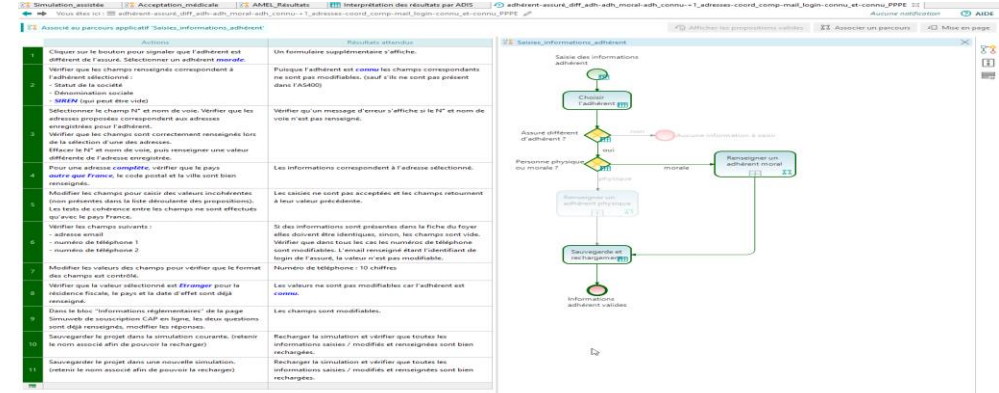 Simulation_assistée
Acceptation_médicale
AMEL_Résultats
Interprétation des résultats par ADIS
adhérent-assuré_diff_adh-adh_moral-adh_connu-~1_adresses-coord_comp-mail_login-connu_et-connu_PPPE
Vous êtes ici : adhérent-assuré_diff_adh-adh_moral-adh_connu-~1_adresses-coord_comp-mail_login-connu_et-connu_PPPE
Aucune notification
AIDE
Associé au parcours applicatif 'Saisies_informations_adhérent'
Afficher les propositions valides
Associer un parcours
Mise en page
Actions
Résultats attendus
1
Cliquer sur le bouton pour signaler que l'adhérent est
différent de l'assuré. Sélectionner un adhérent morale.
Un formulaire supplémentaire s'affiche.
2
Vérifier que les champs renseignés correspondent à
l'adhérent sélectionné :
- Statut de la société
- Dénomination sociale
- SIREN (qui peut être vide)
Puisque l'adhérent est connu les champs correspondants
ne sont pas modifiables. (sauf s'ils ne sont pas présent
dans l'AS400)
3
Sélectionner le champ N° et nom de voie. Vérifier que les
adresses proposées correspondent aux adresses
enregistrées pour l'adhérent.
Vérifier que les champs sont correctement renseignés lors
de la sélection d'une des adresses.
Effacer le N° et nom de voie, puis renseigner une valeur
différente de l'adresse enregistrée.
Vérifier qu'un message d'erreur s'affiche si le N° et nom de
voie n'est pas renseigné.
4
Pour une adresse complète, vérifier que le pays
autre que France, le code postal et la ville sont bien
renseignés.
Les informations correspondent à l'adresse sélectionné.
5
Modifier les champs pour saisir des valeurs incohérentes
(non présentes dans la liste déroulante des propositions).
Les tests de cohérence entre les champs ne sont effectués
qu'avec le pays France.
Les saisies ne sont pas acceptées et les champs retournent
à leur valeur précédente.
6
Vérifier les champs suivants :
- adresse email
- numéro de téléphone 1
- numéro de téléphone 2
Si des informations sont présentes dans la fiche du foyer
elles doivent être identiques, sinon, les champs sont vide.
Vérifier que dans tous les cas les numéros de téléphone
sont modifiables. L'email renseigné étant l'identifiant de
login de l'assuré, la valeur n'est pas modifiable.
7
Modifier les valeurs des champs pour vérifier que le format
des champs est contrôlé.
Numéro de téléphone : 10 chiffres
8
Vérifier que la valeur sélectionné est Etranger pour la
résidence fiscale, le pays et la date d'effet sont déjà
renseigné.
Les valeurs ne sont pas modifiables car l'adhérent est
connu.
9
Dans le bloc "Informations réglementaires" de la page
Simuweb de souscription CAP en ligne, les deux questions
sont déjà renseignés, modifier les réponses.
Les champs sont modifiables.
10
Sauvegarder le projet dans la simulation courante. (retenir
le nom associé afin de pouvoir la recharger)
Recharger la simulation et vérifier que toutes les
informations saisies / modifiés et renseignées sont bien
rechargées.
11
Sauvegarder le projet dans une nouvelle simulation.
(retenir le nom associé afin de pouvoir la recharger)
Recharger la simulation et vérifier que toutes les
informations saisies / modifiés et renseignées sont bien
rechargées.
Saisies_informations_adhérent
Saisie des informations
adhérent
Choisir
l'adhérent
Assuré différent
d'adhérent ?
non
Aucune information à saisir
oui
Personne physique
ou morale ?
morale
Renseigner un
adhérent moral
physique
Renseigner un
adhérent physique
Sauvegarde et
rechargement
Informations
adhérent valides